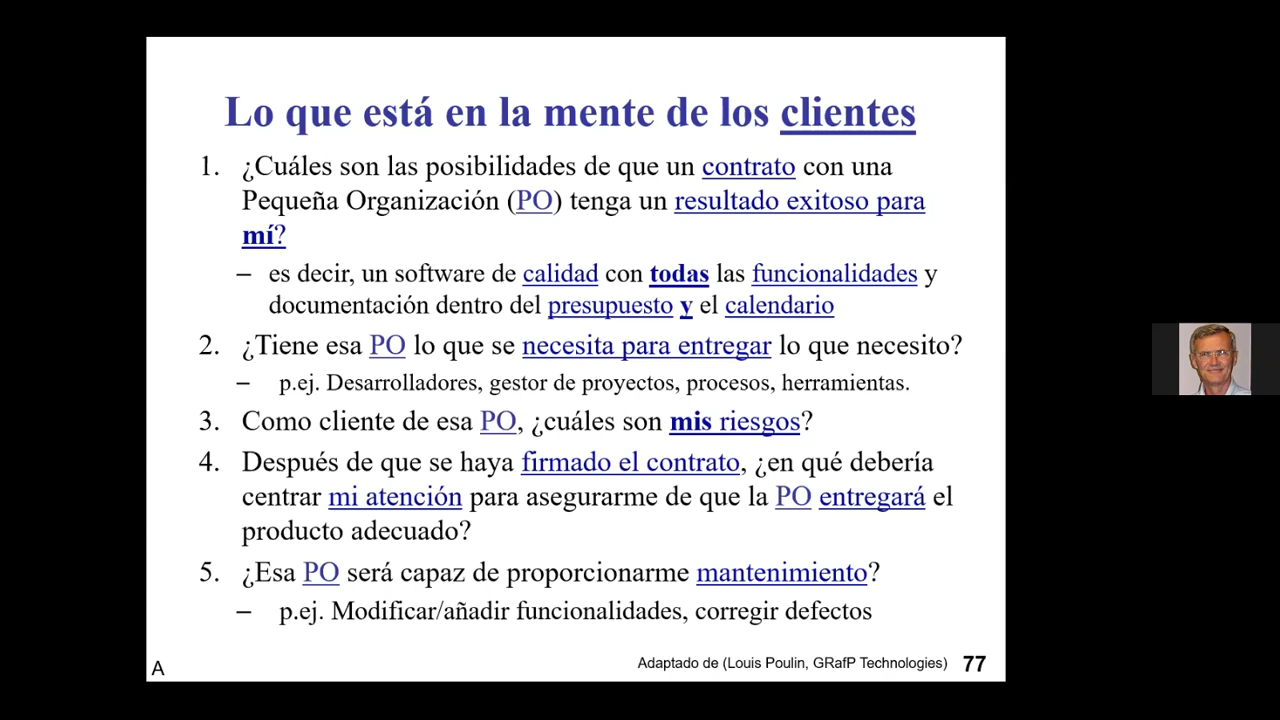 Lo que está en la mente de los clientes
1. ¿Cuáles son las posibilidades de que un contrato con una
Pequeña Organización (PO) tenga un resultado exitoso para
mí?
– es decir, un software de calidad con todas las funcionalidades y
documentación dentro del presupuesto y el calendario
2. ¿Tiene esa PO lo que se necesita para entregar lo que necesito?
– p.ej. Desarrolladores, gestor de proyectos, procesos, herramientas.
3. Como cliente de esa PO, ¿cuáles son mis riesgos?
4. Después de que se haya firmado el contrato, ¿en qué debería
centrar mi atención para asegurarme de que la PO entregará el
producto adecuado?
5. ¿Esa PO será capaz de proporcionarme mantenimiento?
– p.ej. Modificar/añadir funcionalidades, corregir defectos
A
Adaptado de (Louis Poulin, GRafP Technologies) 77